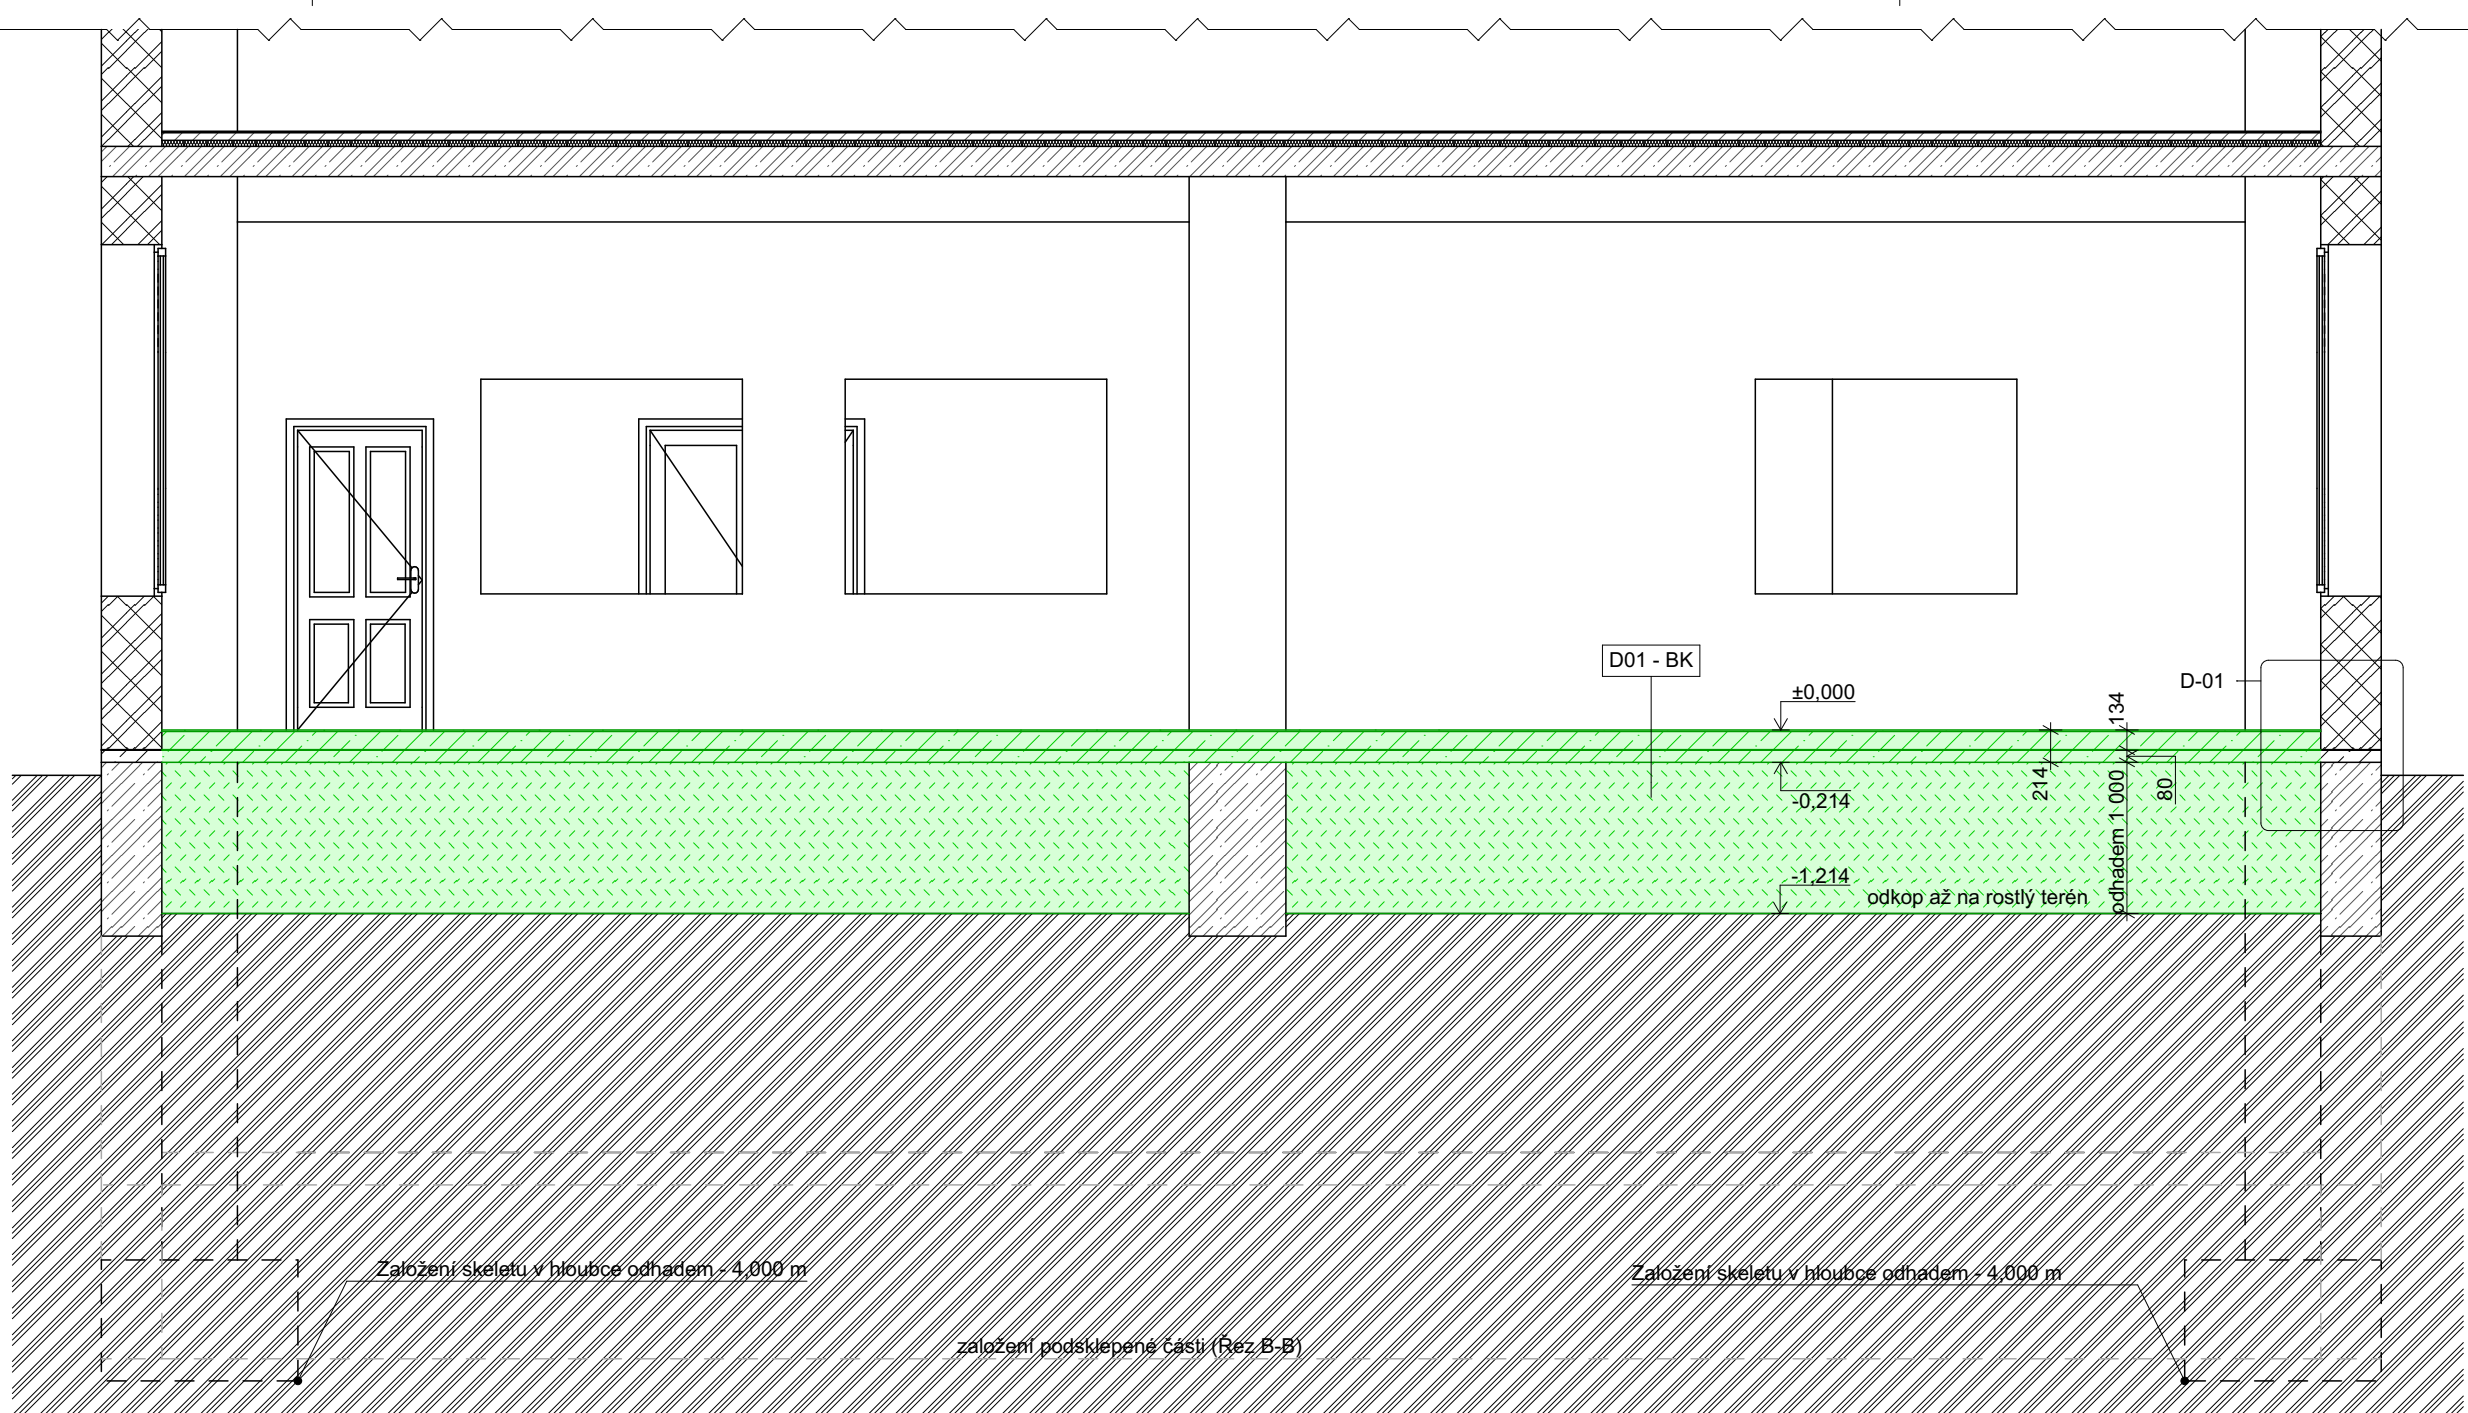 D01 - BK
D-01
±0,000
134
214
80
-0,214
odhadem 1 000
-1,214
odkop až na rostlý terén
Založení skeletu v hloubce odhadem - 4,000 m
Založení skeletu v hloubce odhadem - 4,000 m
založení podsklepené části (Řez B-B)